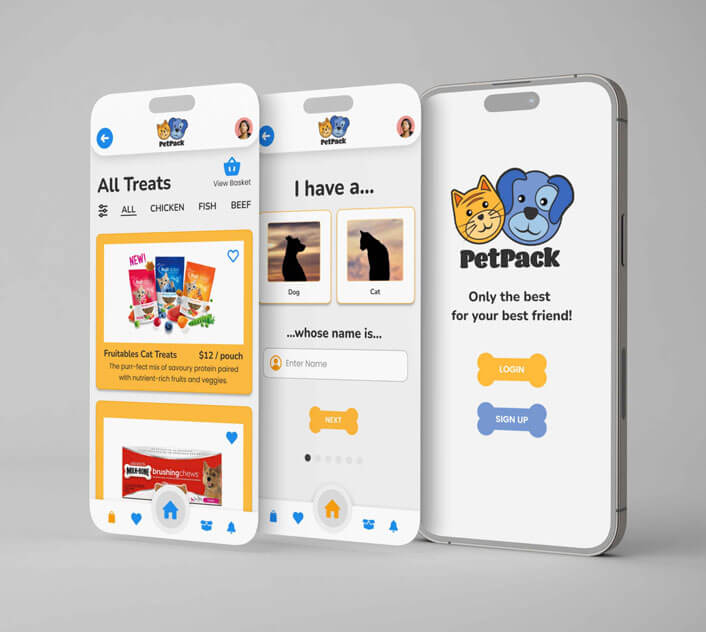 PetPack
All Treats
View Basket
ALL CHICKEN FISH BEEF
NEW!
Fruitables Cat Treats $12 / pouch
The purr-fect mix of savoury protein paired
with nutrient-rich fruits and veggies.
MILK-BONE
brushingchews
PetPack
I have a...
Dog Cat
...whose name is...
Enter Name
NEXT
PetPack
Only the best
for your best friend!
LOGIN
SIGN UP